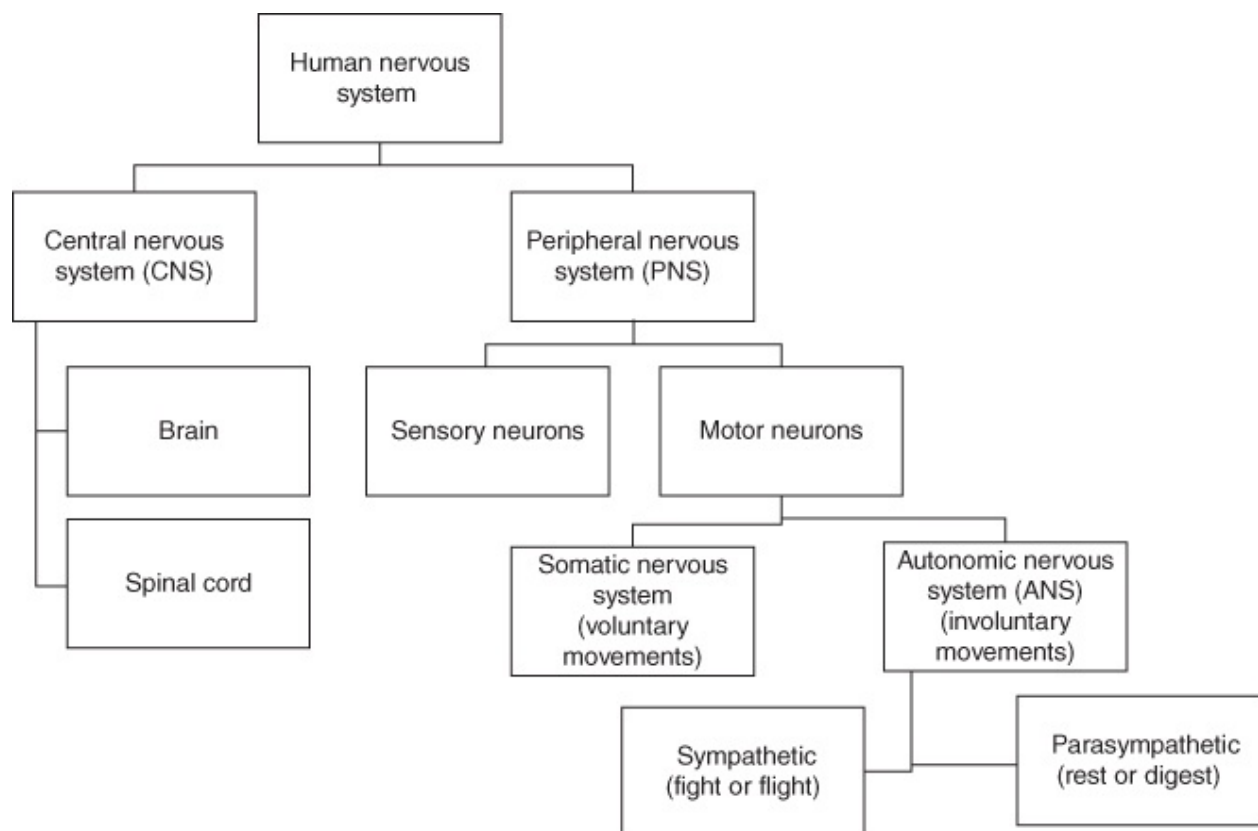 Human nervous
system
Central nervous
system (CNS)
Peripheral nervous
system (PNS)
Brain
Sensory neurons
Motor neurons
Spinal cord
Somatic nervous
system
(voluntary
movements)
Autonomic nervous
system (ANS)
(involuntary
movements)
Sympathetic
(fight or flight)
Parasympathetic
(rest or digest)